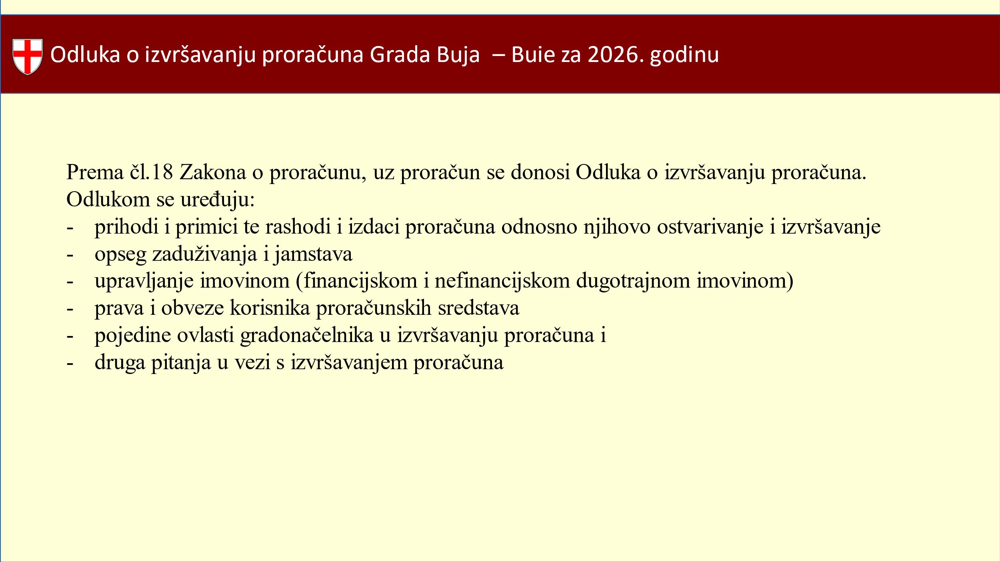 Odluka o izvršavanju proračuna Grada Buja – Buie za 2026. godinu
Prema čl.18 Zakona o proračunu, uz proračun se donosi Odluka o izvršavanju proračuna.
Odlukom se uređuju:
- prihodi i primici te rashodi i izdaci proračuna odnosno njihovo ostvarivanje i izvršavanje
- opseg zaduživanja i jamstava
- upravljanje imovinom (financijskom i nefinancijskom dugotrajnom imovinom)
- prava i obveze korisnika proračunskih sredstava
- pojedine ovlasti gradonačelnika u izvršavanju proračuna i
- druga pitanja u vezi s izvršavanjem proračuna